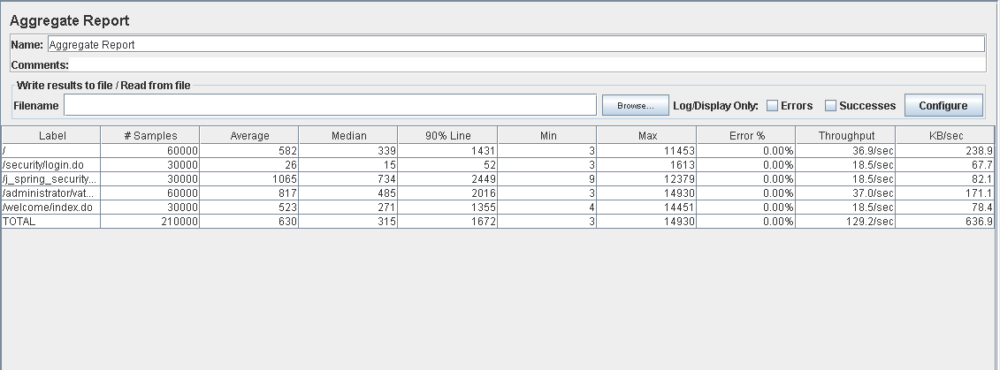 Aggregate Report
Name: Aggregate Report
Comments:
Write results to file / Read from file
Filename Browse... Log/Display Only: Errors Successes Configure
Label # Samples Average Median 90% Line Min Max Error % Throughput KB/sec
/ 60000 582 339 1431 3 11453 0.00% 36.9/sec 238.9
/security/login.do 30000 26 15 52 3 1613 0.00% 18.5/sec 67.7
/j_spring_security... 30000 1065 734 2449 9 12379 0.00% 18.5/sec 82.1
/administrator/vat... 60000 817 485 2016 3 14930 0.00% 37.0/sec 171.1
/welcome/index.do 30000 523 271 1355 4 14451 0.00% 18.5/sec 78.4
TOTAL 210000 630 315 1672 3 14930 0.00% 129.2/sec 636.9